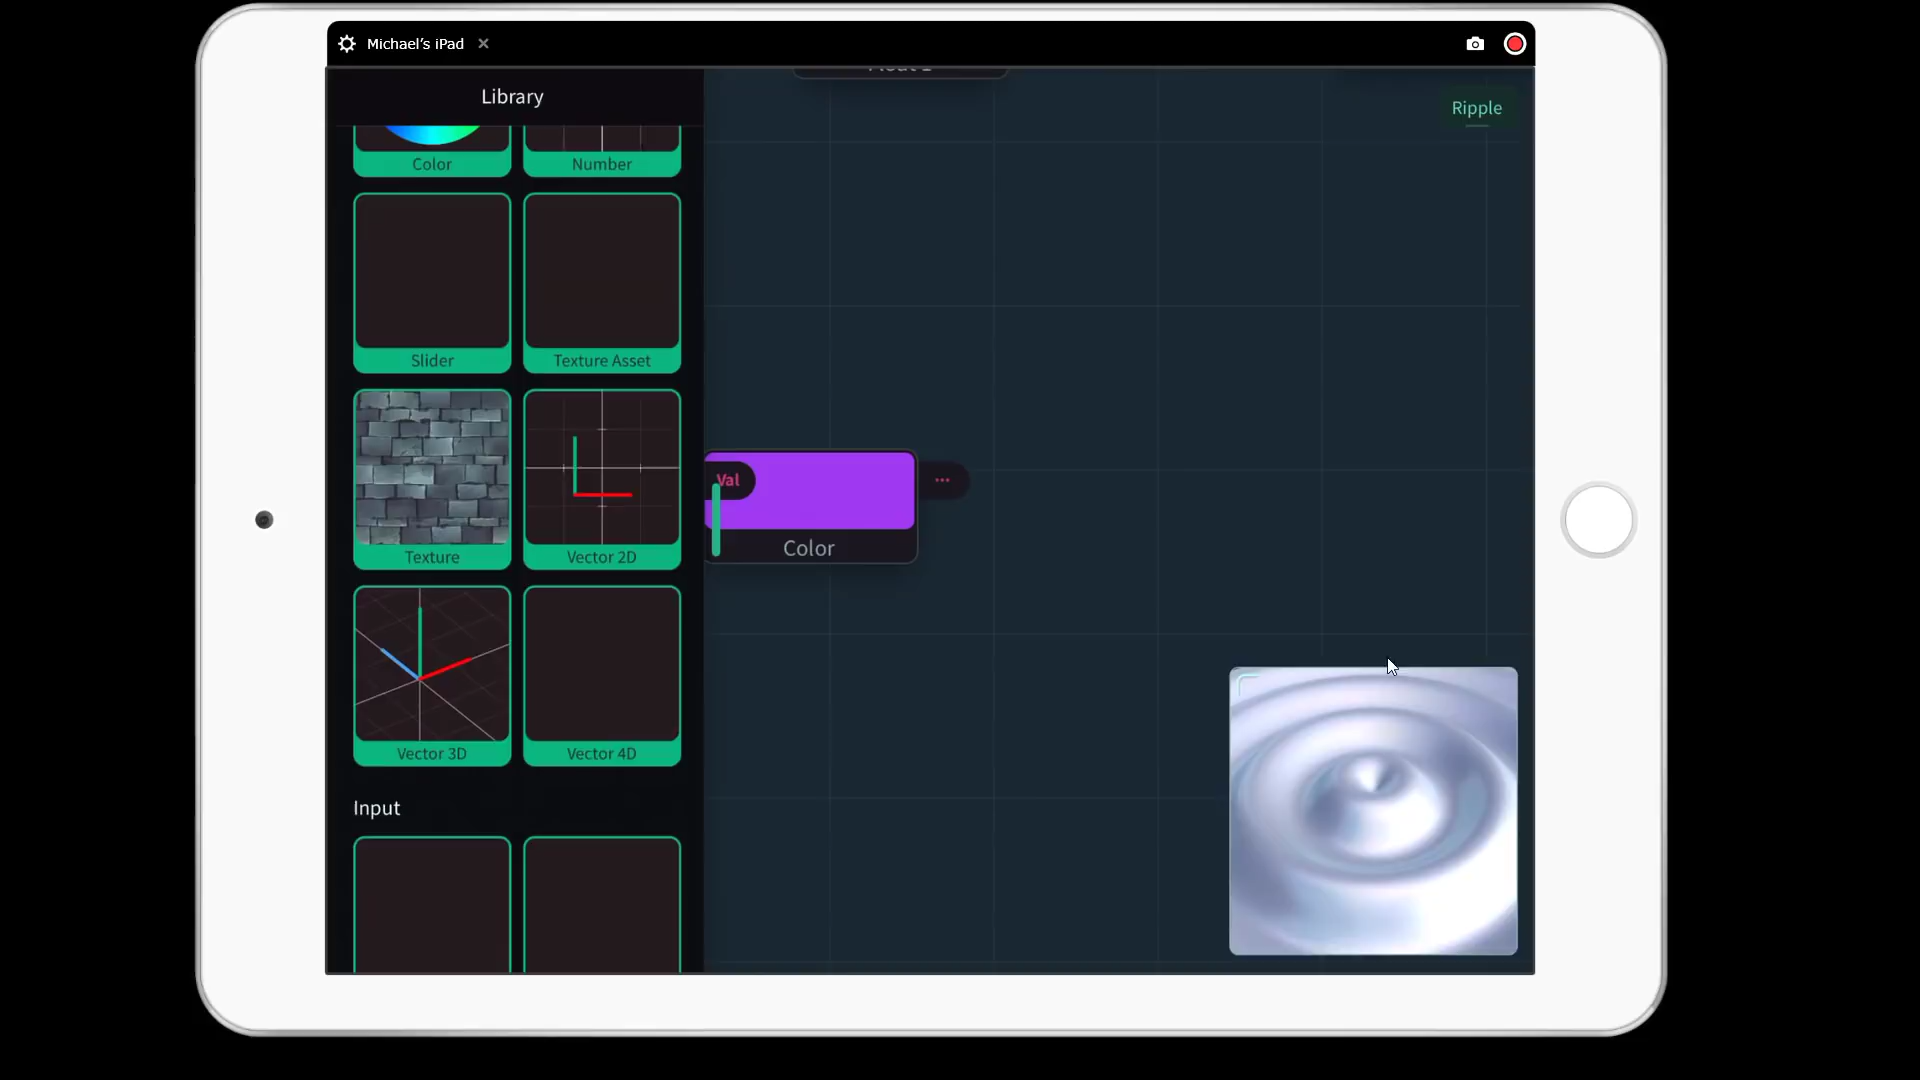 Michael's iPad
Library
Ripple
Color
Number
Slider
Texture Asset
Val
Color
Texture
Vector 2D
Vector 3D
Vector 4D
Input